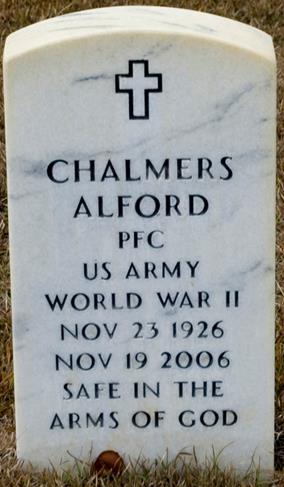 CHALMERS
ALFORD
PFC
US ARMY
WORLD WAR II
NOV 23 1926
NOV 19 2006
SAFE IN THE
ARMS OF GOD